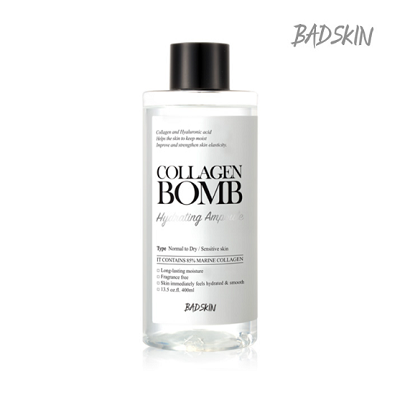 BADSKIN
Collagen and Hyaluronic acid
Helps the skin to keep moist
Improve and strengthen skin elasticity.
COLLAGEN
BOMB
Hydrating Ampoule
Type Normal to Dry / Sensitive skin
IT CONTAINS 85% MARINE COLLAGEN
Long-lasting moisture
Fragrance free
Skin immediately feels hydrated & smooth
13.5 oz.fl. 400ml
BADSKIN